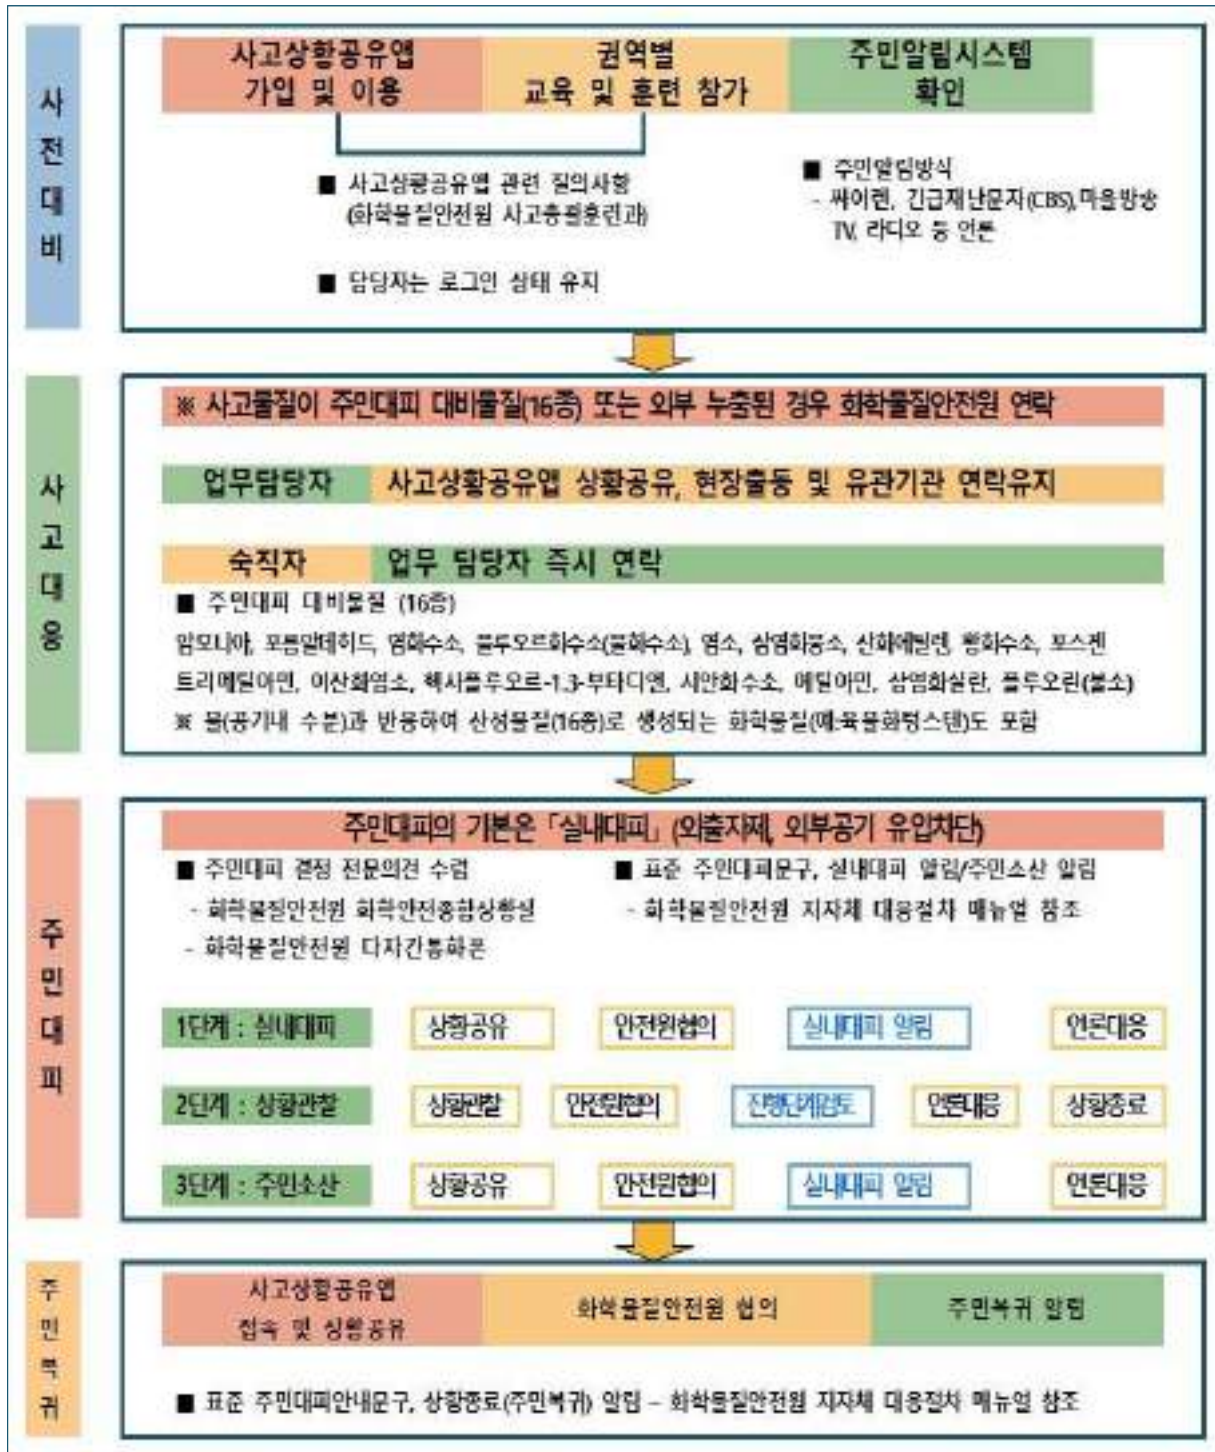 사전대비
사고상황공유앱 가입 및 이용
권역별 교육 및 훈련 참가
주민알림시스템 확인
■ 사고상황공유앱 관련 질의사항
(화학물질안전원 사고총괄훈련과)
■ 담당자는 로그인 상태 유지
■ 주민알림방식
- 싸이렌, 긴급재난문자(CBS),마을방송
TV, 라디오 등 언론
사고대응
※ 사고물질이 주민대피 대비물질(16종) 또는 외부 누출된 경우 화학물질안전원 연락
업무담당자 사고상황공유앱 상황공유, 현장출동 및 유관기관 연락유지
숙직자 업무 담당자 즉시 연락
■ 주민대피 대비물질 (16종)
암모니아, 포름알데히드, 염화수소, 플루오르화수소(불화수소), 염소, 삼염화붕소, 산화에틸렌, 황화수소, 포스겐
트리메틸아민, 이산화염소, 헥사플루오르-1.3-부타디엔, 시안화수소, 메틸아민, 삼염화실란, 플루오린(불소)
※ 물(공기내 수분)과 반응하여 산성물질(16종)로 생성되는 화학물질(예:육불화텅스텐)도 포함
주민대피
주민대피의 기본은 「실내대피」 (외출자제, 외부공기 유입차단)
■ 주민대피 결정 전문의견 수렴
- 화학물질안전원 화학안전종합상황실
- 화학물질안전원 다자간통화폰
■ 표준 주민대피문구, 실내대피 알림/주민소산 알림
- 화학물질안전원 지자체 대응절차 매뉴얼 참조
1단계 : 실내대피 상황공유 안전원협의 실내대피 알림 언론대응
2단계 : 상황관찰 상황관찰 안전원협의 진행단계검토 언론대응 상황종료
3단계 : 주민소산 상황공유 안전원협의 실내대피 알림 언론대응
주민복귀
사고상황공유앱 접속 및 상황공유
화학물질안전원 협의
주민복귀 알림
■ 표준 주민대피안내문구, 상황종료(주민복귀) 알림 – 화학물질안전원 지자체 대응절차 매뉴얼 참조